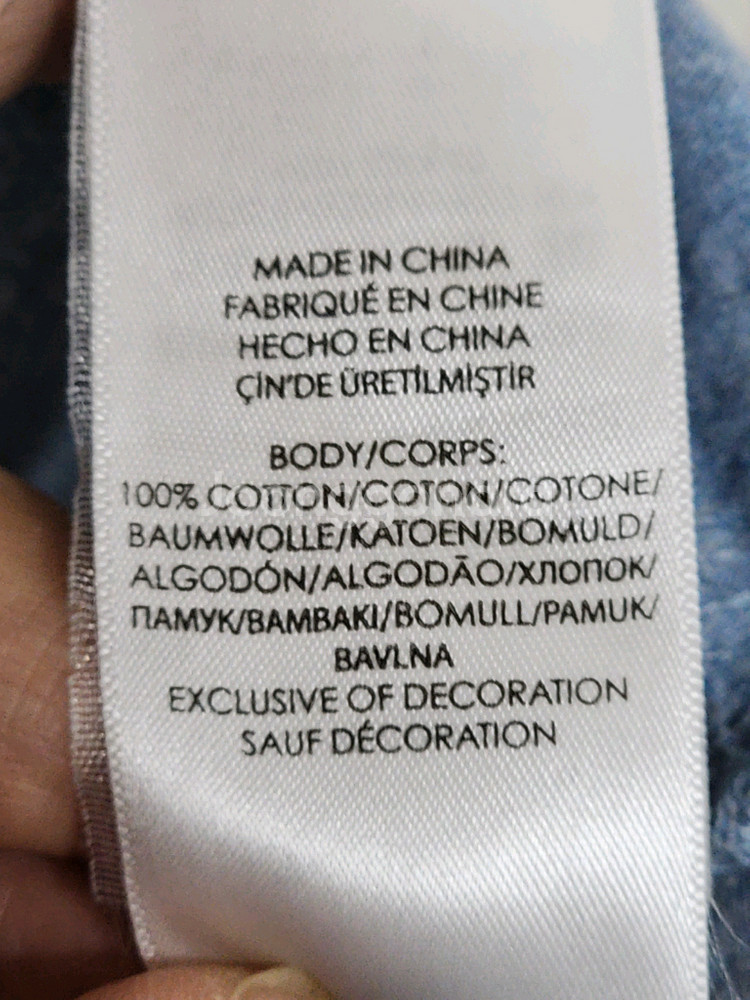 MADE IN CHINA
FABRIQUÉ EN CHINE
HECHO EN CHINA
ÇİN'DE ÜRETİLMİŞTİR
BODY/CORPS:
100% COTTON/COTON/COTONE/
BAUMWOLLE/KATOEN/BOMULD/
ALGODÓN/ALGODÃO/ХЛОПОК/
ПАМУК/BAMBAKI/BOMULL/PAMUK/
BAVLNA
EXCLUSIVE OF DECORATION
SAUF DÉCORATION